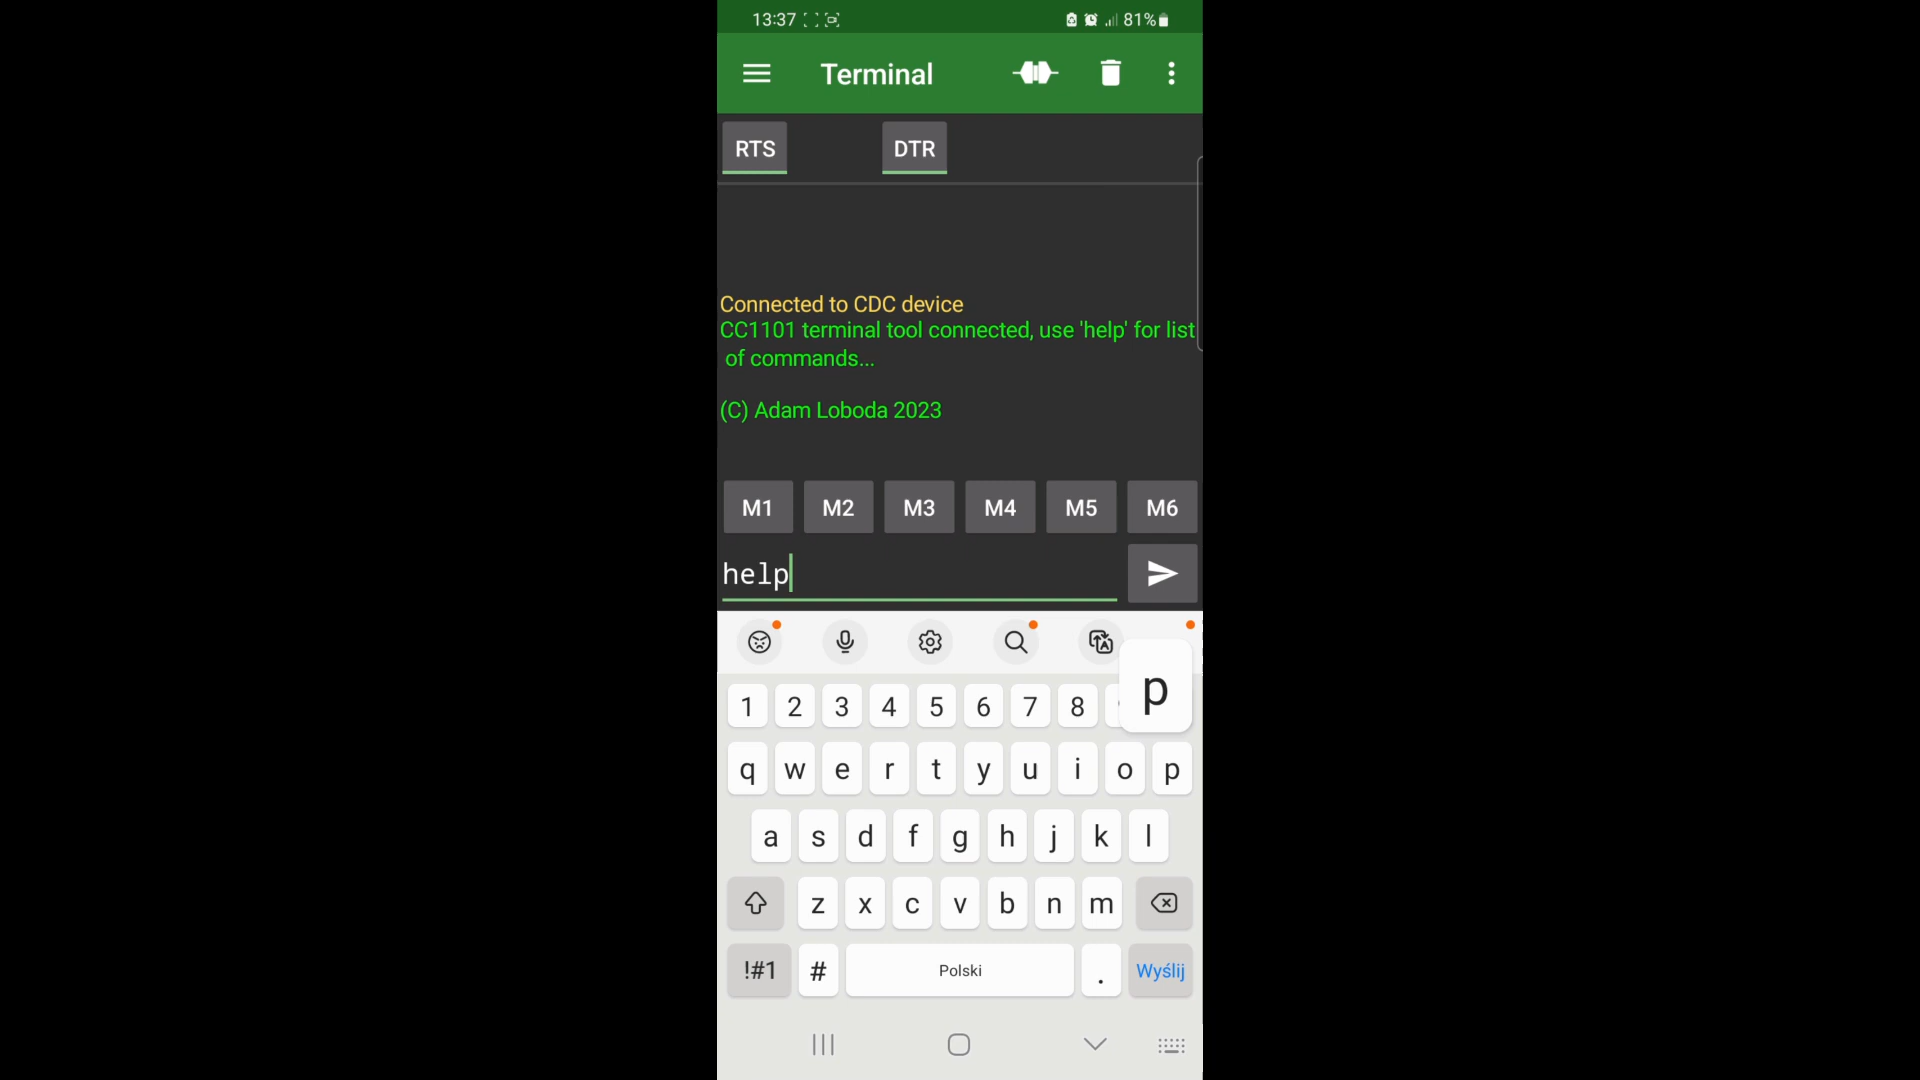 13:37 81%
Terminal
RTS DTR
Connected to CDC device
CC1101 terminal tool connected, use 'help' for list
of commands...
(C) Adam Loboda 2023
M1 M2 M3 M4 M5 M6
help
p
1 2 3 4 5 6 7 8
q w e r t y u i o p
a s d f g h j k l
z x c v b n m
!#1 # Polski . Wyślij